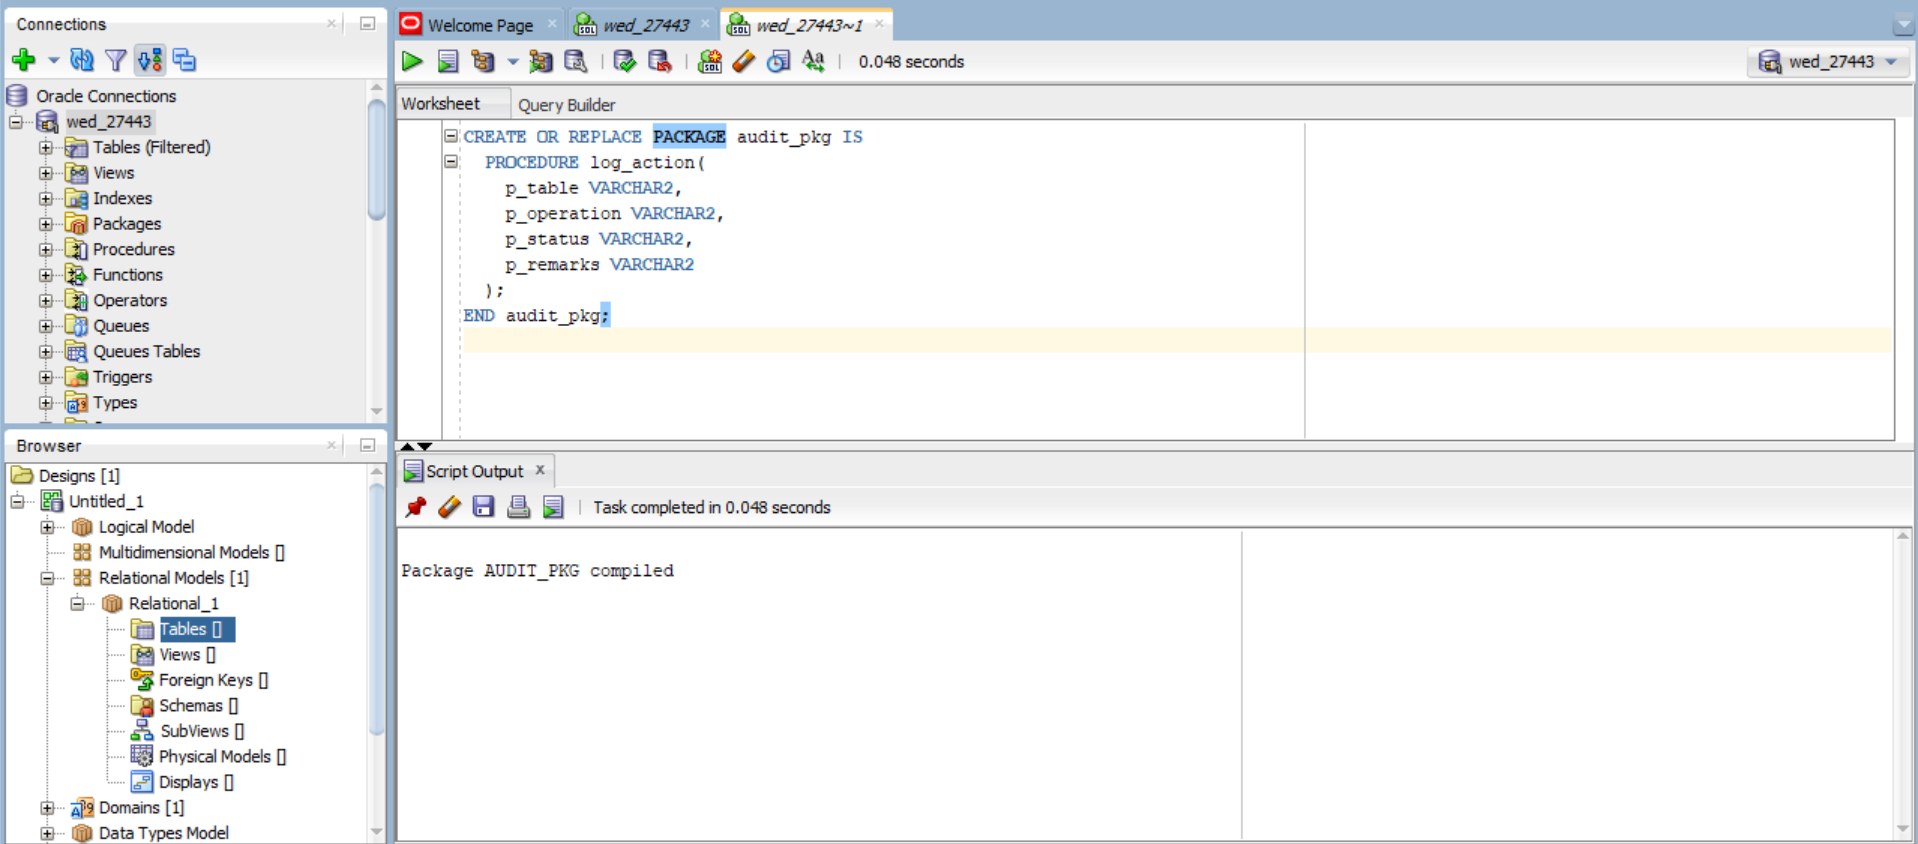 Connections
Oracle Connections
wed_27443
Tables (Filtered)
Views
Indexes
Packages
Procedures
Functions
Operators
Queues
Queues Tables
Triggers
Types
Browser
Designs [1]
Untitled_1
Logical Model
Multidimensional Models []
Relational Models [1]
Relational_1
Tables []
Views []
Foreign Keys []
Schemas []
SubViews []
Physical Models []
Displays []
Domains [1]
Data Types Model
Welcome Page wed_27443 wed_27443~1
0.048 seconds wed_27443
Worksheet Query Builder
CREATE OR REPLACE PACKAGE audit_pkg IS
PROCEDURE log_action(
p_table VARCHAR2,
p_operation VARCHAR2,
p_status VARCHAR2,
p_remarks VARCHAR2
);
END audit_pkg;
Script Output x
Task completed in 0.048 seconds
Package AUDIT_PKG compiled